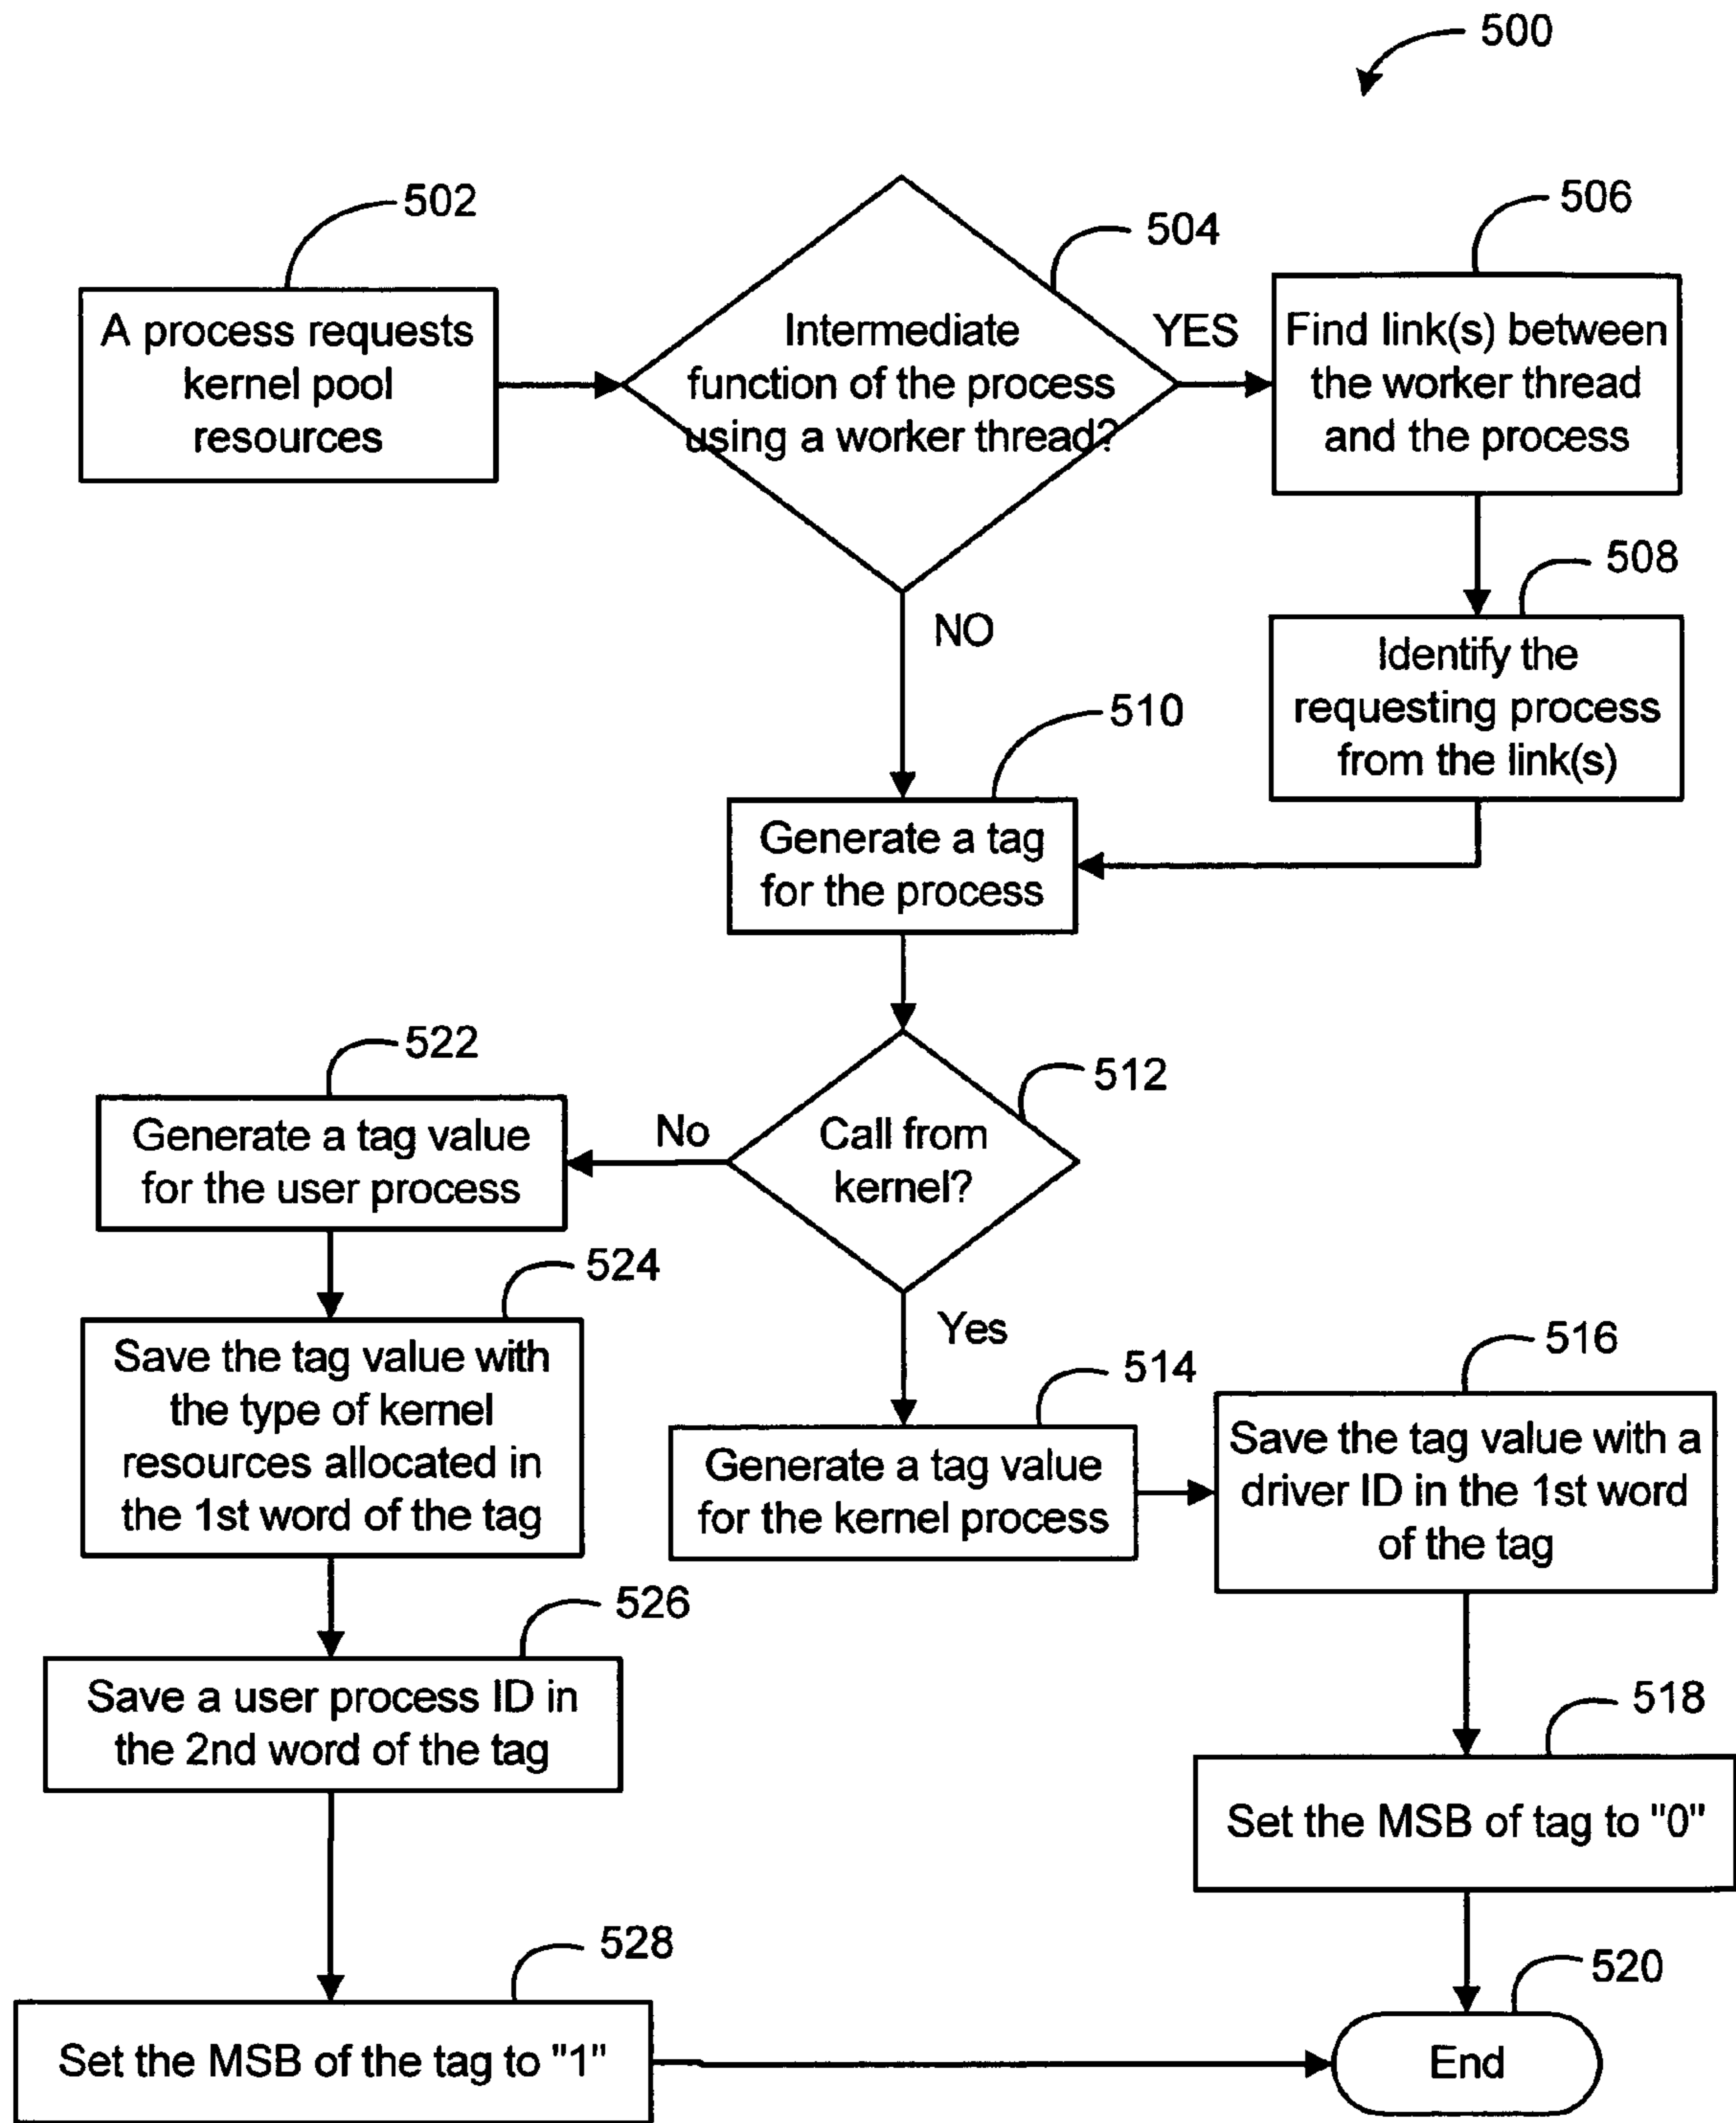 500
502
A process requests
kernel pool
resources
504
Intermediate
function of the process
using a worker thread?
YES
506
Find link(s) between
the worker thread
and the process
508
Identify the
requesting process
from the link(s)
NO
510
Generate a tag
for the process
512
Call from
kernel?
No
522
Generate a tag value
for the user process
524
Save the tag value with
the type of kernel
resources allocated in
the 1st word of the tag
526
Save a user process ID in
the 2nd word of the tag
528
Set the MSB of the tag to "1"
Yes
514
Generate a tag value
for the kernel process
516
Save the tag value with a
driver ID in the 1st word
of the tag
518
Set the MSB of tag to "0"
520
End